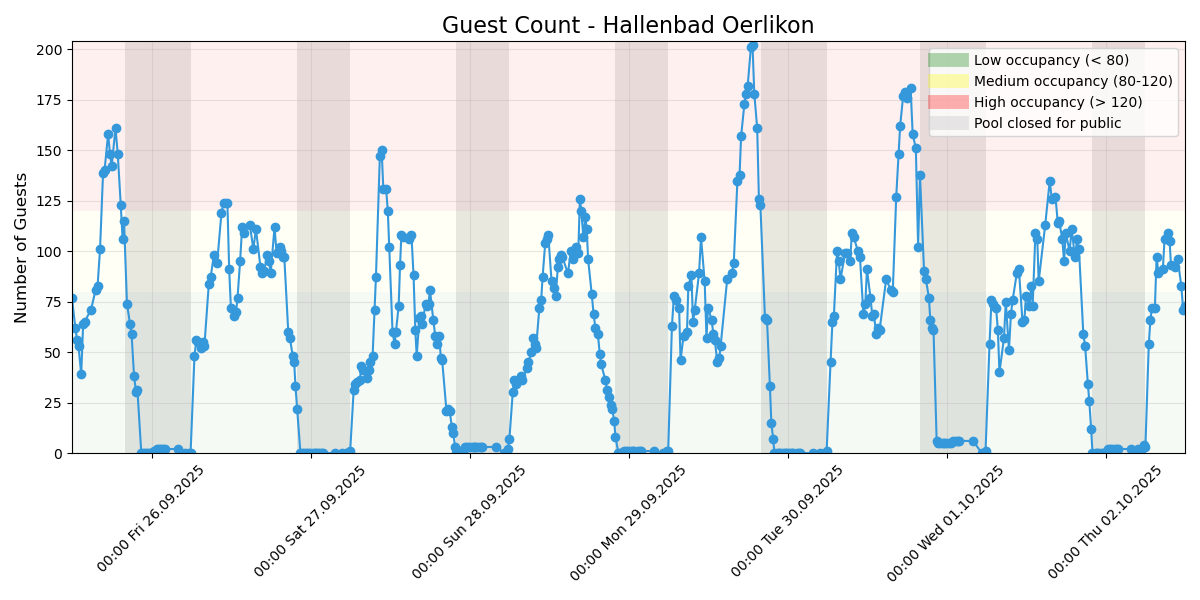 Guest Count - Hallenbad Oerlikon
Low occupancy (< 80)
Medium occupancy (80-120)
High occupancy (> 120)
Pool closed for public
Number of Guests
200
175
150
125
100
75
50
25
0
00:00 Fri 26.09.2025
00:00 Sat 27.09.2025
00:00 Sun 28.09.2025
00:00 Mon 29.09.2025
00:00 Tue 30.09.2025
00:00 Wed 01.10.2025
00:00 Thu 02.10.2025